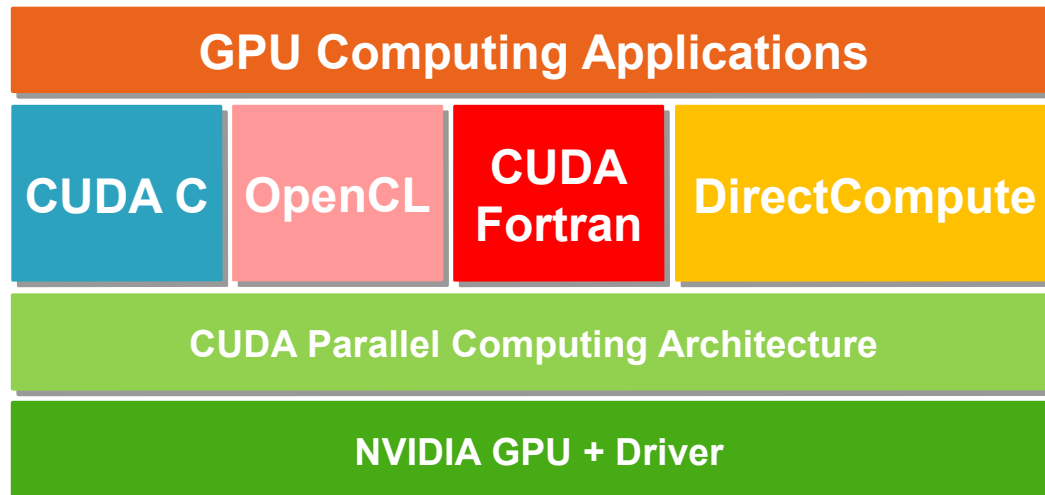 GPU Computing Applications
CUDA C
OpenCL
CUDA
Fortran
DirectCompute
CUDA Parallel Computing Architecture
NVIDIA GPU + Driver